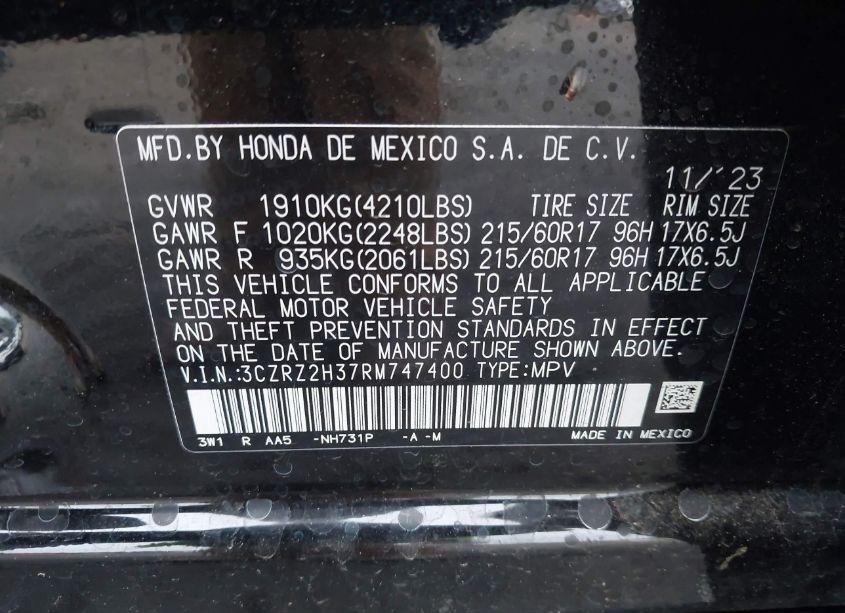 MFD.BY HONDA DE MEXICO S.A. DE C.V.
11/'23
GVWR 1910KG(4210LBS) TIRE SIZE RIM SIZE
GAWR F 1020KG(2248LBS) 215/60R17 96H 17X6.5J
GAWR R 935KG(2061LBS) 215/60R17 96H 17X6.5J
THIS VEHICLE CONFORMS TO ALL APPLICABLE
FEDERAL MOTOR VEHICLE SAFETY
AND THEFT PREVENTION STANDARDS IN EFFECT
ON THE DATE OF MANUFACTURE SHOWN ABOVE.
V.I.N.:3CZRZ2H37RM747400 TYPE:MPV
3W1 R AA5 -NH731P -A -M MADE IN MEXICO